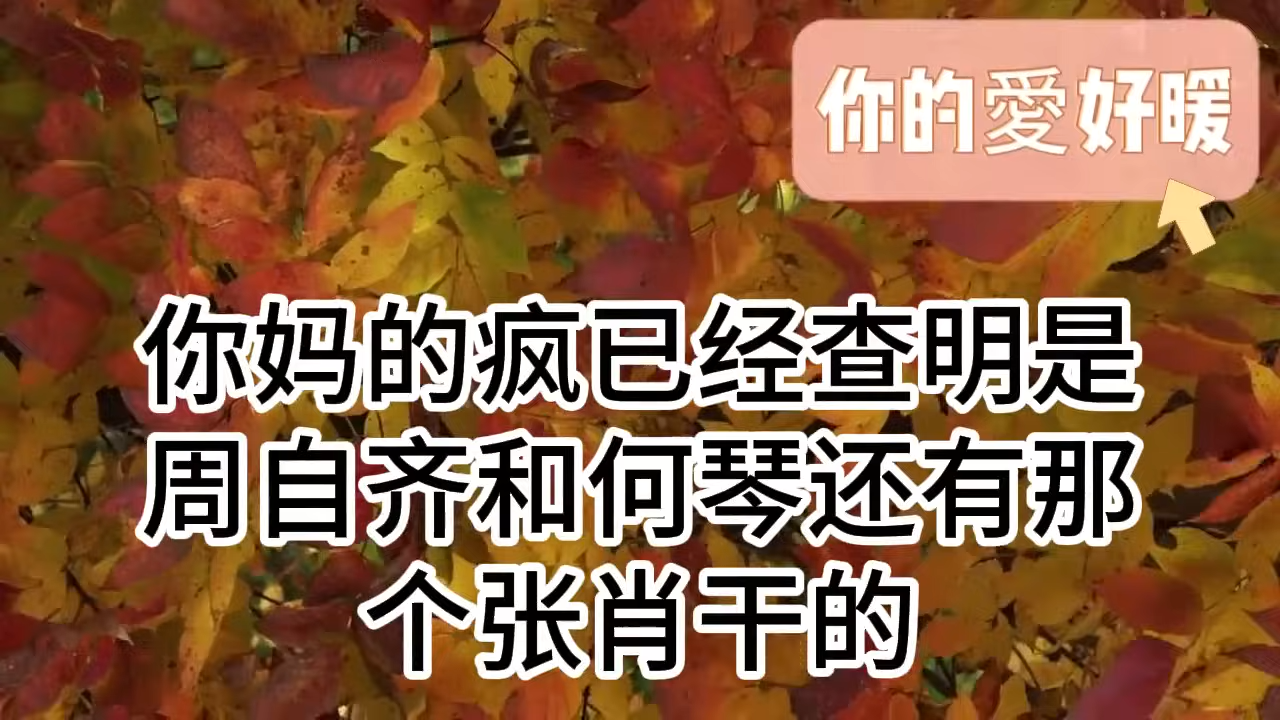 你的愛好暖
你妈的疯已经查明是
周自齐和何琴还有那
个张肖干的